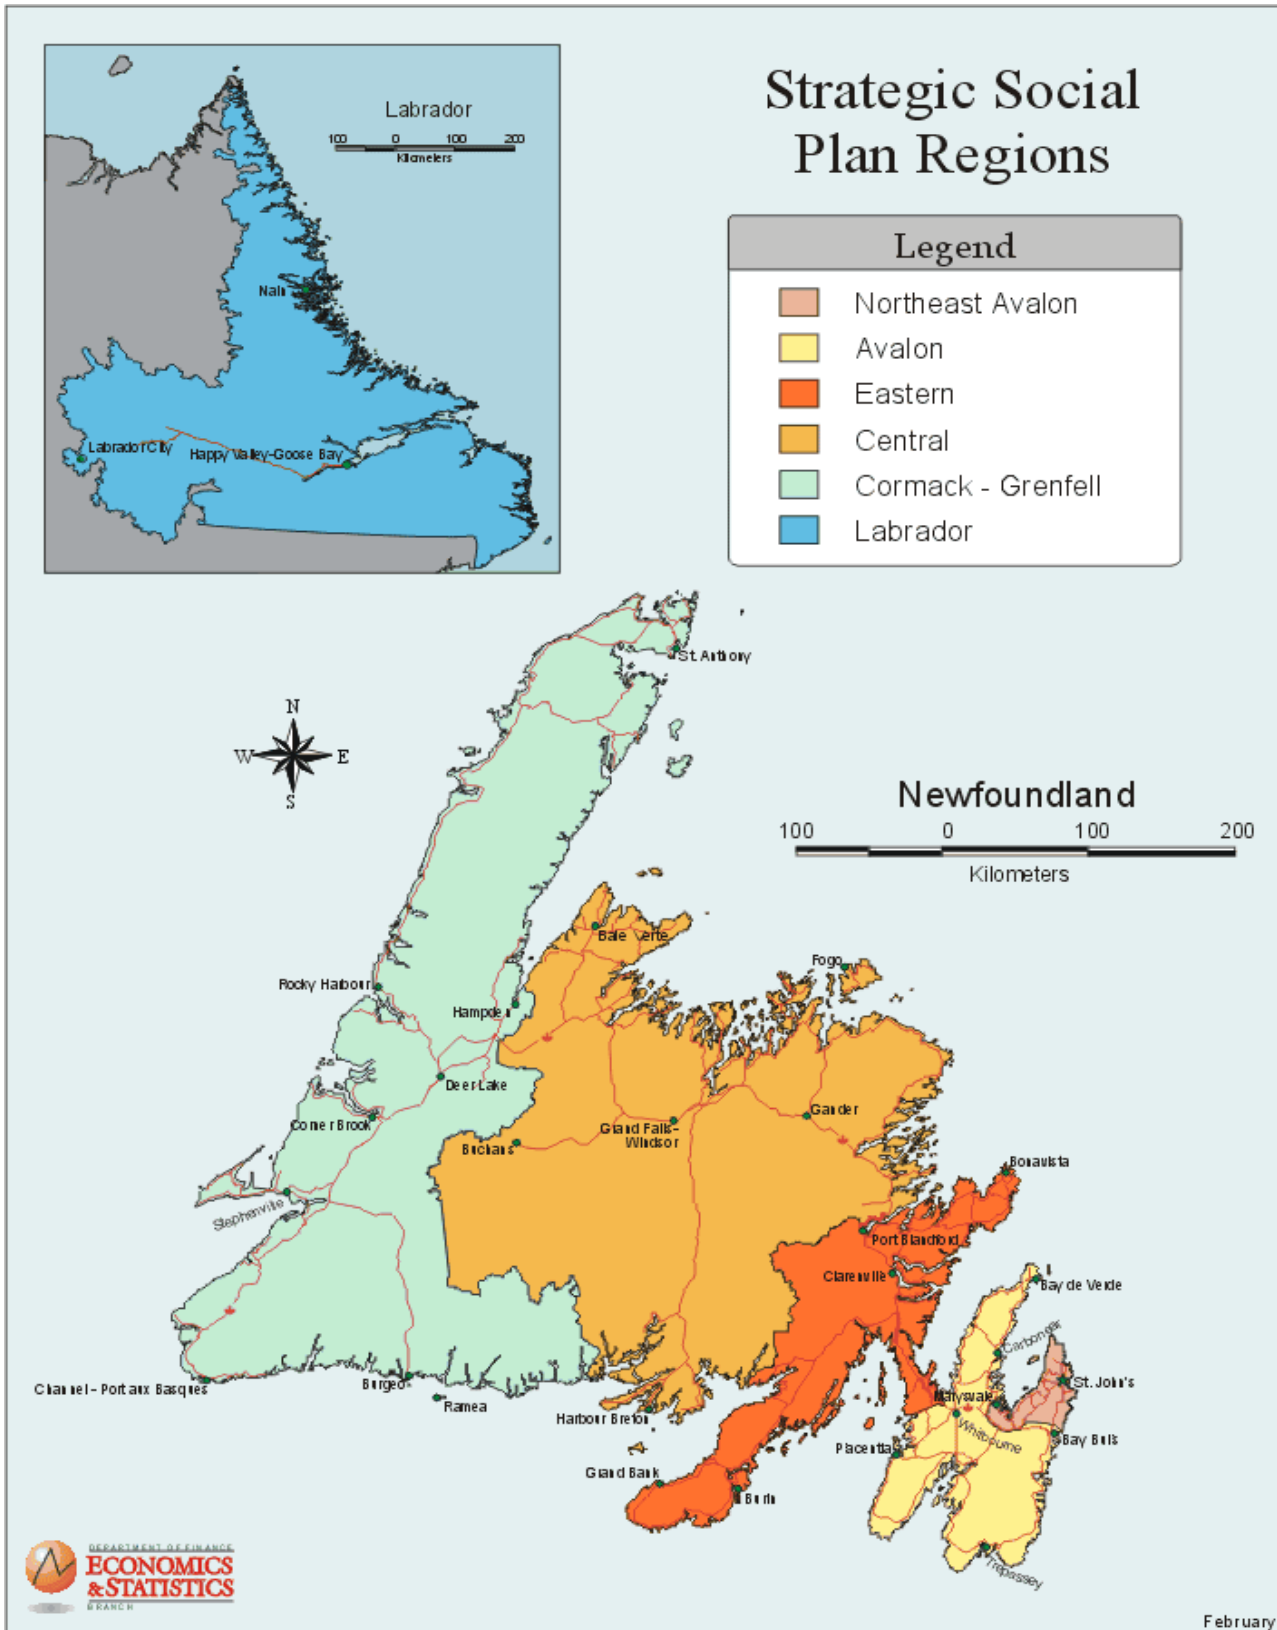 Labrador
100 0 100 200
Kilometers
Nain
Labrador City
Happy Valley-Goose Bay
Strategic Social
Plan Regions
Legend
Northeast Avalon
Avalon
Eastern
Central
Cormack - Grenfell
Labrador
St. Anthony
N
W E
S
Newfoundland
100 0 100 200
Kilometers
Baie Verte
Fogo
Rocky Harbour
Hampden
Deer Lake
Corner Brook
Grand Falls-
Windsor
Gander
Buchans
Bonavista
Stephenville
Port Blandford
Clarenville
Bay de Verde
Carbonear
Channel - Port aux Basques
Burgeo
Ramea
Harbour Breton
Marysvale
St. John's
Whitbourne
Bay Bulls
Placentia
Grand Bank
Burin
Trepassey
DEPARTMENT OF FINANCE
ECONOMICS
& STATISTICS
BRANCH
February